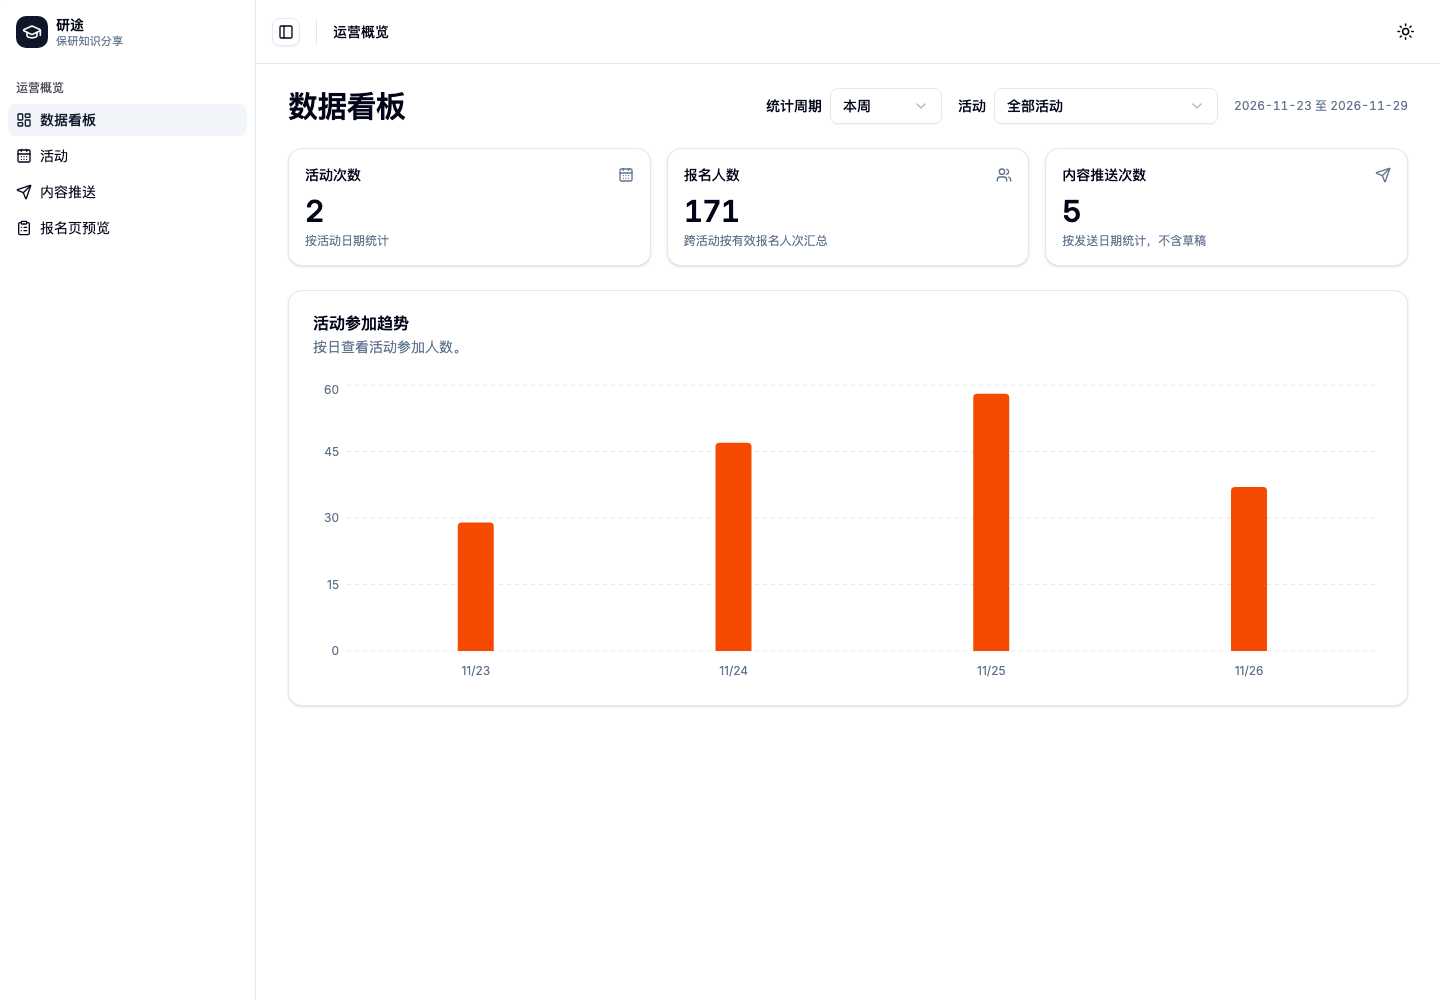 研途
保研知识分享
运营概览
数据看板
活动
内容推送
报名页预览
运营概览
数据看板
统计周期 本周 活动 全部活动 2026-11-23 至 2026-11-29
活动次数
2
按活动日期统计
报名人数
171
跨活动按有效报名人次汇总
内容推送次数
5
按发送日期统计，不含草稿
活动参加趋势
按日查看活动参加人数。
60
45
30
15
0
11/23 11/24 11/25 11/26